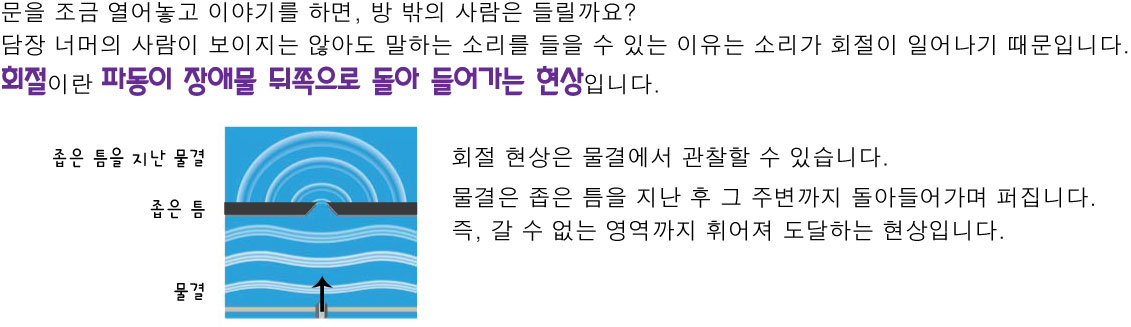 문을 조금 열어놓고 이야기를 하면, 방 밖의 사람은 들릴까요?
담장 너머의 사람이 보이지는 않아도 말하는 소리를 들을 수 있는 이유는 소리가 회절이 일어나기 때문입니다.
회절이란 파동이 장애물 뒤쪽으로 돌아 들어가는 현상입니다.
좁은 틈을 지난 물결
좁은 틈
물결
회절 현상은 물결에서 관찰할 수 있습니다.
물결은 좁은 틈을 지난 후 그 주변까지 돌아들어가며 퍼집니다.
즉, 갈 수 없는 영역까지 휘어져 도달하는 현상입니다.